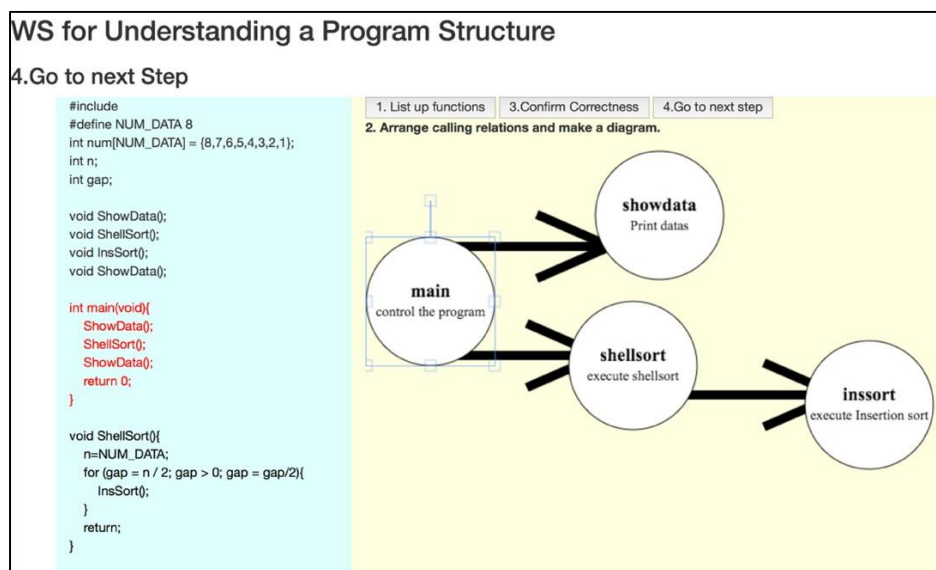 WS for Understanding a Program Structure
4.Go to next Step
#include
#define NUM_DATA 8
int num[NUM_DATA] = {8,7,6,5,4,3,2,1};
int n;
int gap;
void ShowData();
void ShellSort();
void InsSort();
void ShowData();
int main(void){
ShowData();
ShellSort();
ShowData();
return 0;
}
void ShellSort(){
n=NUM_DATA;
for (gap = n / 2; gap > 0; gap = gap/2){
InsSort();
}
return;
}
1. List up functions
3.Confirm Correctness
4.Go to next step
2. Arrange calling relations and make a diagram.
showdata
Print datas
main
control the program
shellsort
execute shellsort
inssort
execute Insertion sort